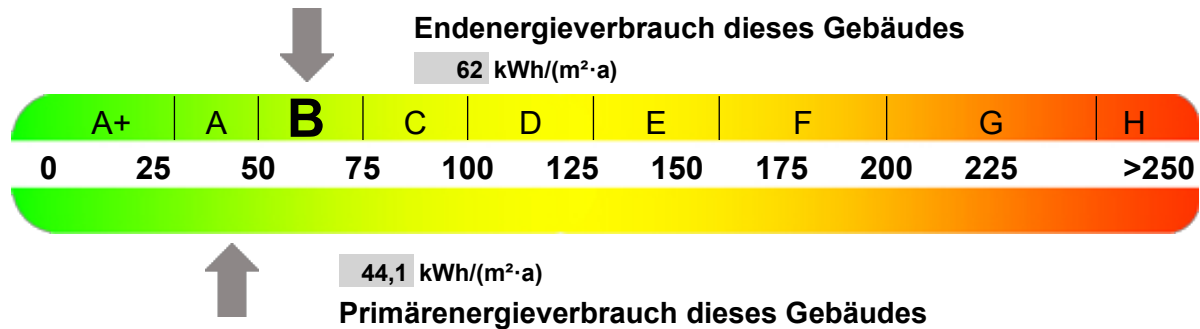 Endenergieverbrauch dieses Gebäudes
62 kWh/(m²·a)
A+ A B C D E F G H
0 25 50 75 100 125 150 175 200 225 >250
44,1 kWh/(m²·a)
Primärenergieverbrauch dieses Gebäudes